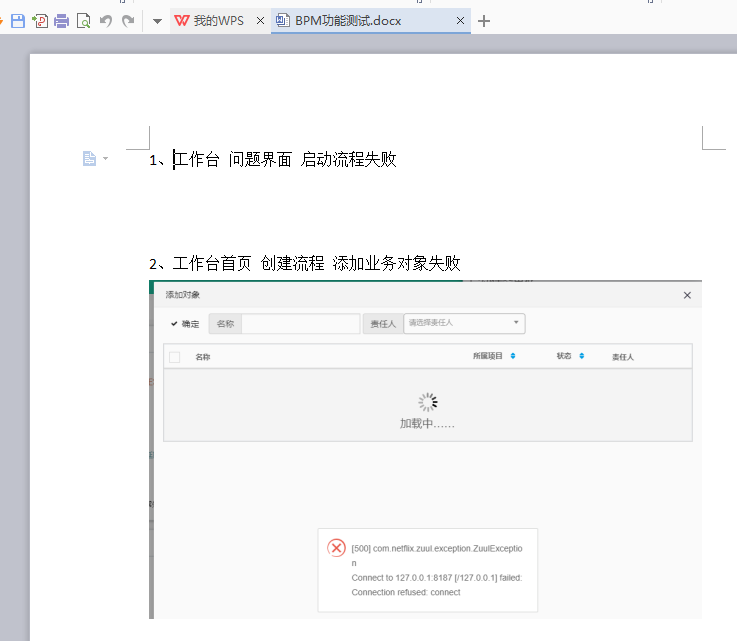 我的WPS
BPM功能测试.docx
1、工作台 问题界面 启动流程失败
2、工作台首页 创建流程 添加业务对象失败
添加对象
确定 名称 责任人 请选择责任人
名称 所属项目 状态 责任人
加载中......
[500] com.netflix.zuul.exception.ZuulExceptio
n
Connect to 127.0.0.1:8187 [/127.0.0.1] failed:
Connection refused: connect